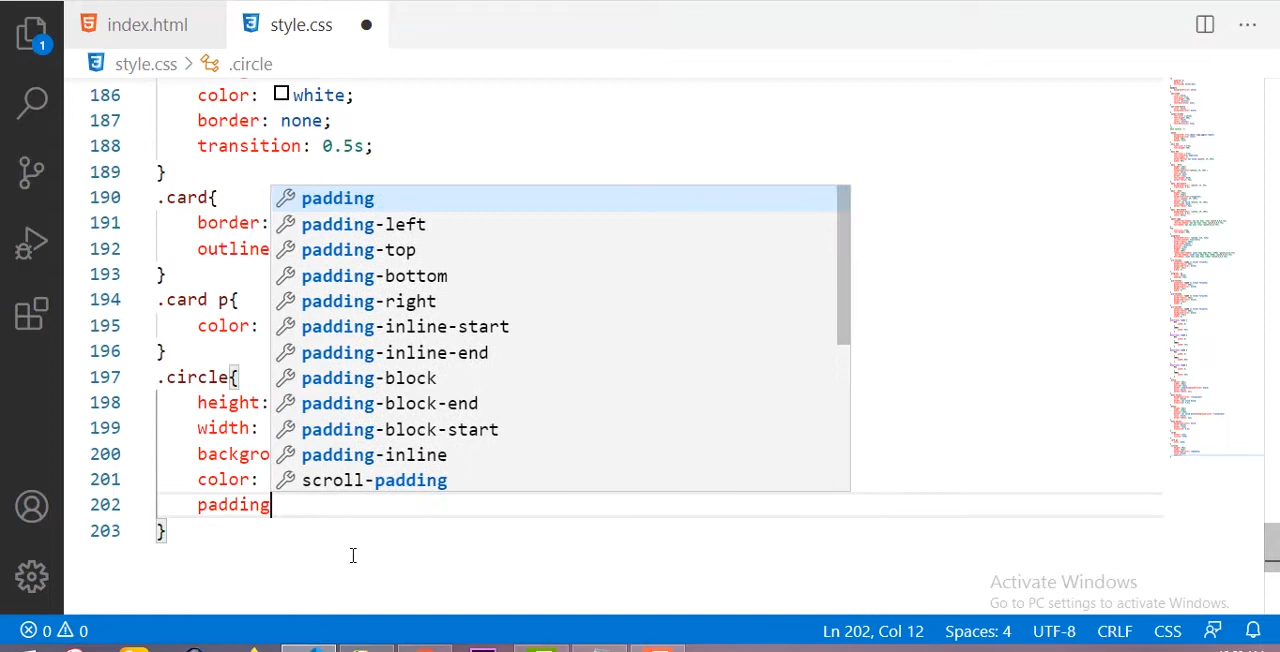 index.html
style.css
1
style.css > .circle
186 color: white;
187 border: none;
188 transition: 0.5s;
189 }
190 .card{
191 border:
192 outline
193 }
194 .card p{
195 color:
196 }
197 .circle{
198 height:
199 width:
200 backgro
201 color:
202 padding
203 }
padding
padding-left
padding-top
padding-bottom
padding-right
padding-inline-start
padding-inline-end
padding-block
padding-block-end
padding-block-start
padding-inline
scroll-padding
Activate Windows
Go to PC settings to activate Windows.
0 0
Ln 202, Col 12 Spaces: 4 UTF-8 CRLF CSS